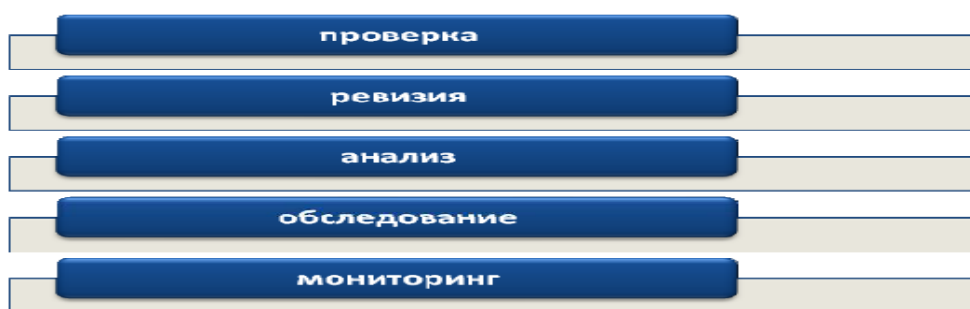 проверка
ревизия
анализ
обследование
мониторинг